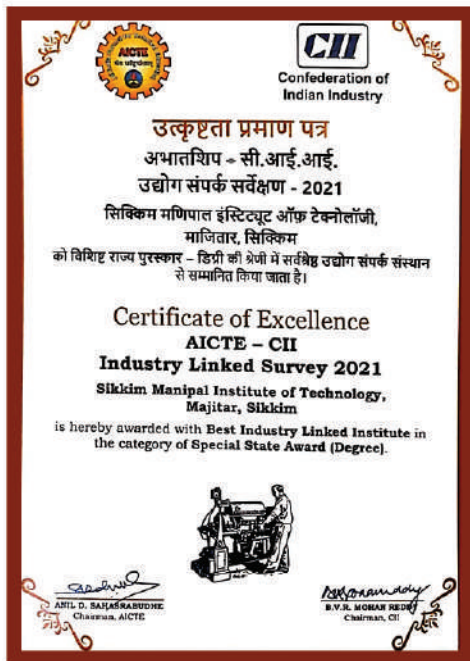 AICTE
CII
Confederation of
Indian Industry
उत्कृष्टता प्रमाण पत्र
अभातशिप - सी.आई.आई.
उद्योग संपर्क सर्वेक्षण - 2021
सिक्किम मणिपाल इंस्टिट्यूट ऑफ़ टेक्नोलॉजी,
माजितार, सिक्किम
को विशिष्ट राज्य पुरस्कार – डिग्री की श्रेणी में सर्वश्रेष्ठ उद्योग संपर्क संस्थान
से सम्मानित किया जाता है।
Certificate of Excellence
AICTE – CII
Industry Linked Survey 2021
Sikkim Manipal Institute of Technology,
Majitar, Sikkim
is hereby awarded with Best Industry Linked Institute in
the category of Special State Award (Degree).
ANIL D. SAHASRABUDHE
Chairman, AICTE
B.V.R. MOHAN REDDY
Chairman, CII